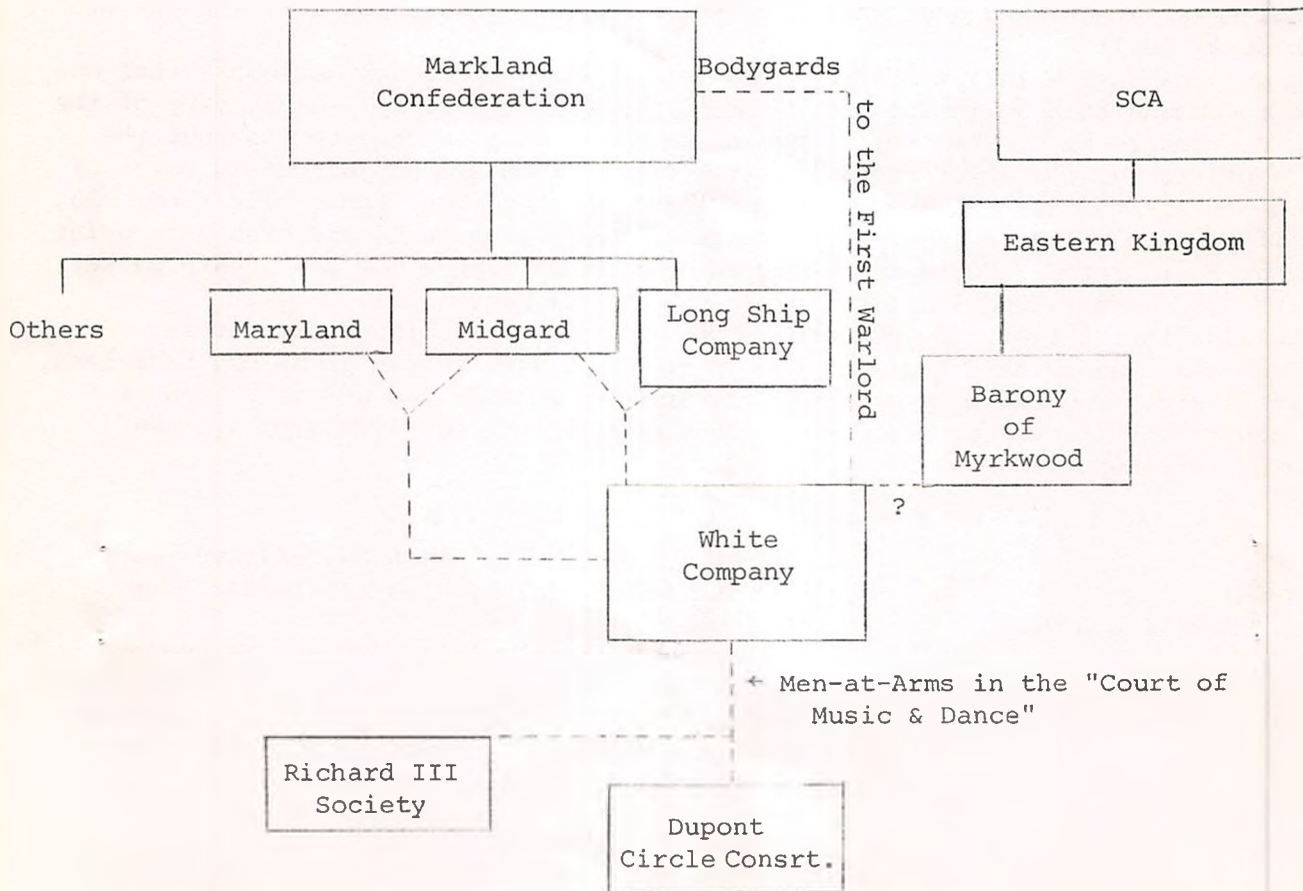 Markland
Confederation
Bodygards
to the First Warlord
SCA
Eastern Kingdom
Others
Maryland
Midgard
Long Ship
Company
Barony
of
Myrkwood
?
White
Company
← Men-at-Arms in the "Court of
Music & Dance"
Richard III
Society
Dupont
Circle Consrt.